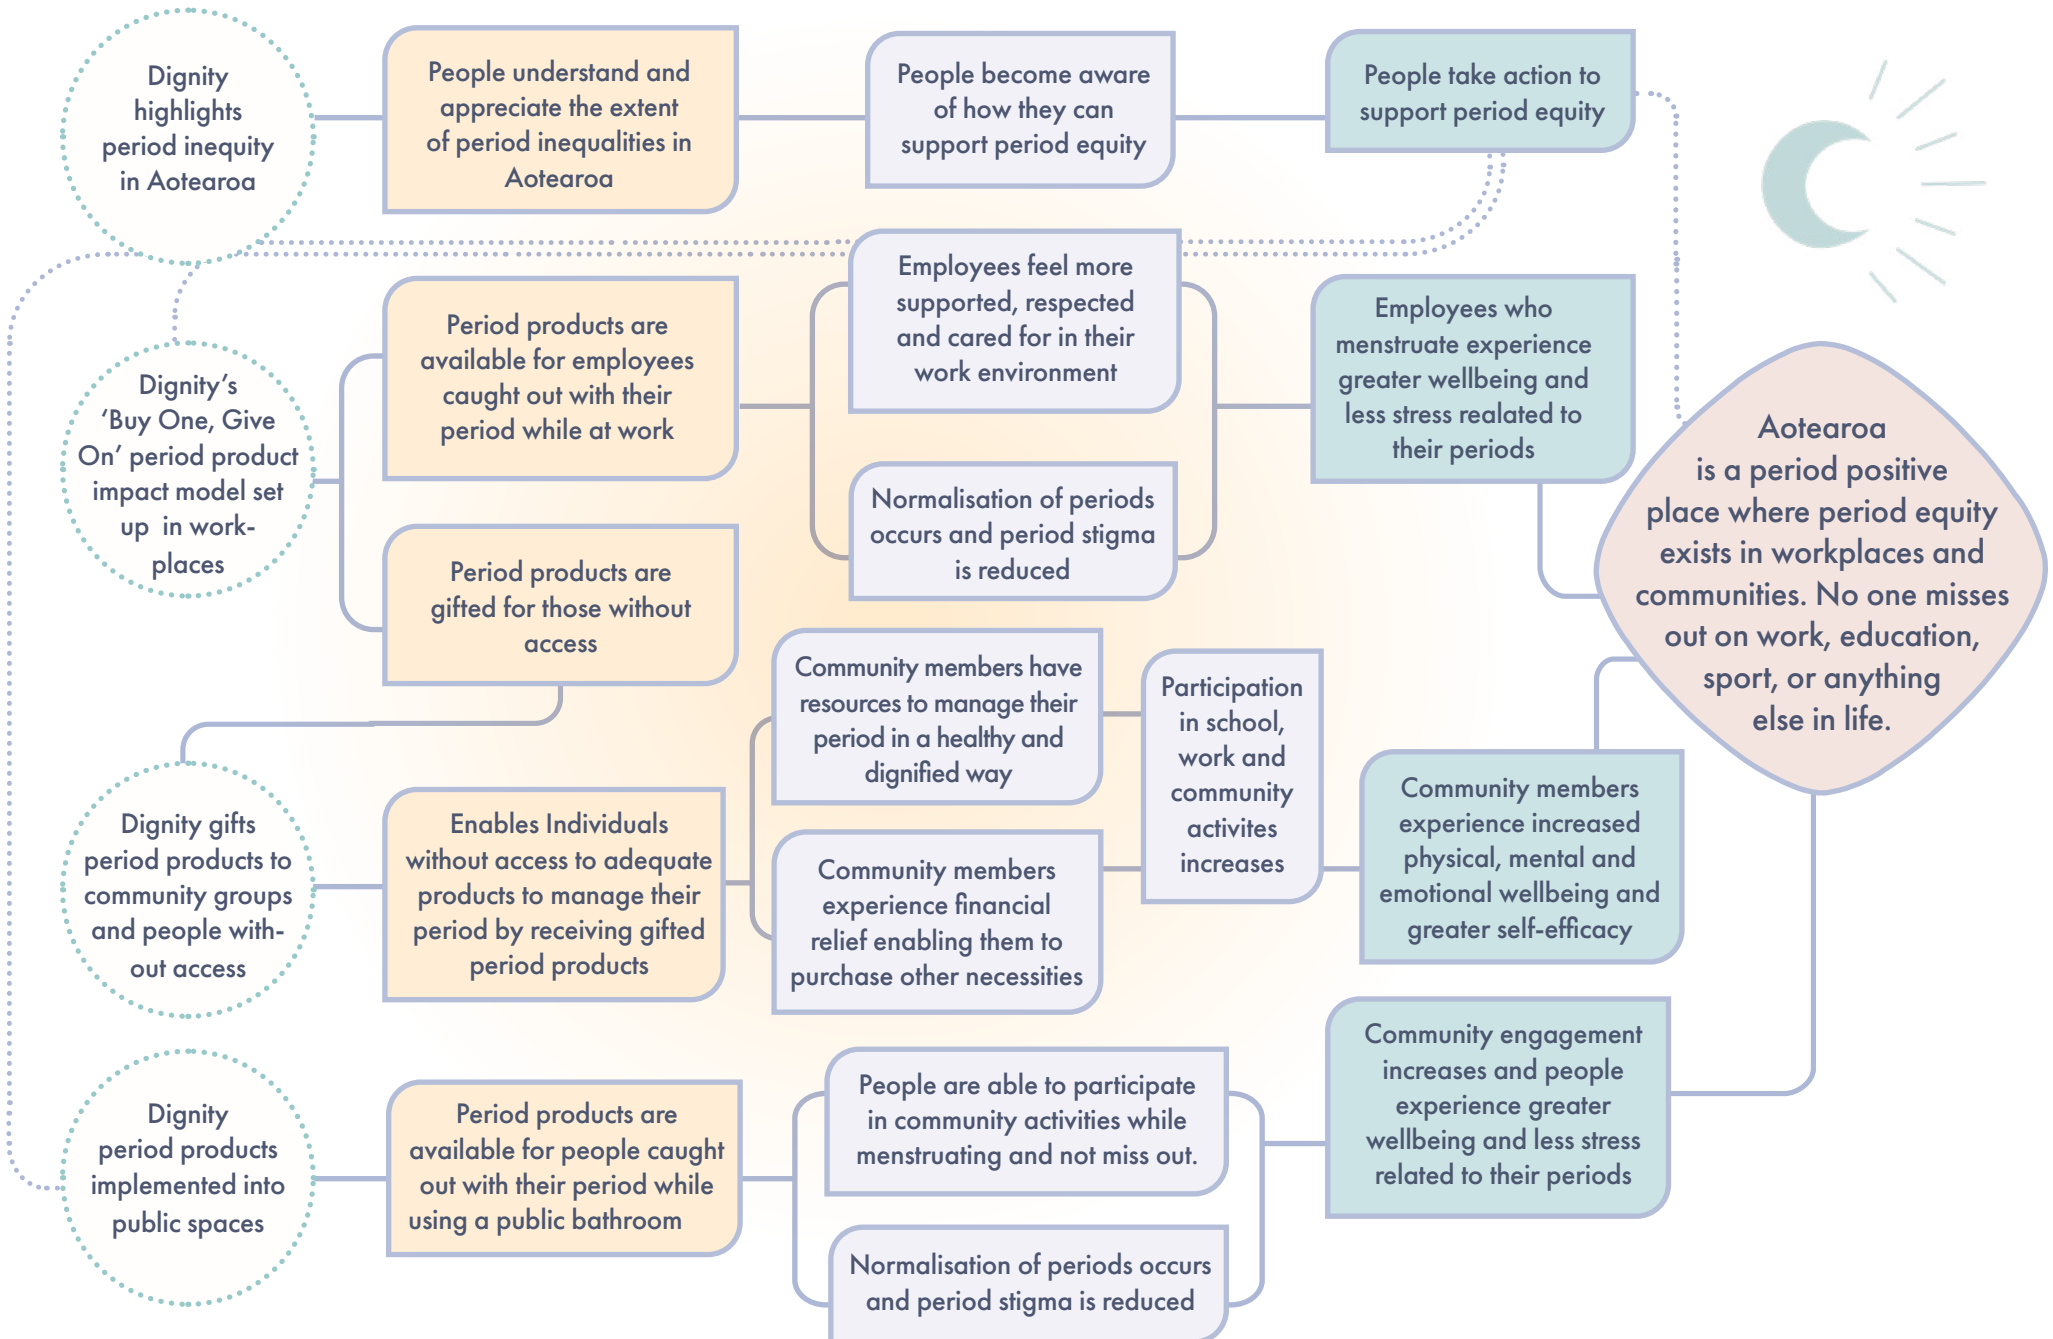 Dignity
highlights
period inequity
in Aotearoa
People understand and
appreciate the extent
of period inequalities in
Aotearoa
People become aware
of how they can
support period equity
People take action to
support period equity
Dignity's
'Buy One, Give
On' period product
impact model set
up in work-
places
Period products are
available for employees
caught out with their
period while at work
Period products are
gifted for those without
access
Employees feel more
supported, respected
and cared for in their
work environment
Normalisation of periods
occurs and period stigma
is reduced
Employees who
menstruate experience
greater wellbeing and
less stress realated to
their periods
Dignity gifts
period products to
community groups
and people with-
out access
Enables Individuals
without access to adequate
products to manage their
period by receiving gifted
period products
Community members have
resources to manage their
period in a healthy and
dignified way
Community members
experience financial
relief enabling them to
purchase other necessities
Participation
in school,
work and
community
activites
increases
Community members
experience increased
physical, mental and
emotional wellbeing and
greater self-efficacy
Dignity
period products
implemented into
public spaces
Period products are
available for people caught
out with their period while
using a public bathroom
People are able to participate
in community activities while
menstruating and not miss out.
Normalisation of periods occurs
and period stigma is reduced
Community engagement
increases and people
experience greater
wellbeing and less stress
related to their periods
Aotearoa
is a period positive
place where period equity
exists in workplaces and
communities. No one misses
out on work, education,
sport, or anything
else in life.